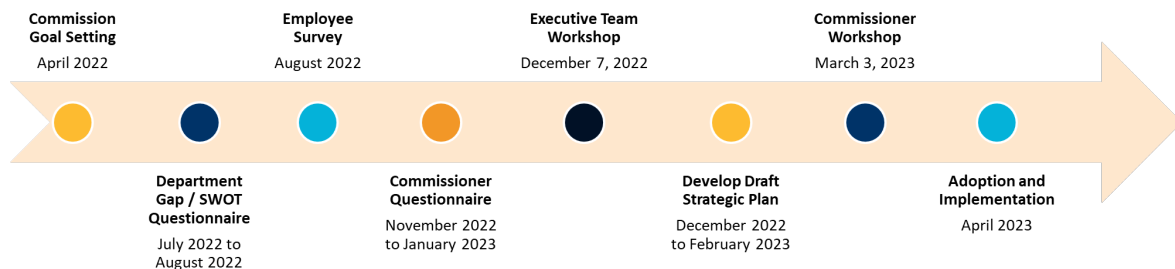 Commission
Goal Setting
April 2022
Department
Gap / SWOT
Questionnaire
July 2022 to
August 2022
Employee
Survey
August 2022
Commissioner
Questionnaire
November 2022
to January 2023
Executive Team
Workshop
December 7, 2022
Develop Draft
Strategic Plan
December 2022
to February 2023
Commissioner
Workshop
March 3, 2023
Adoption and
Implementation
April 2023